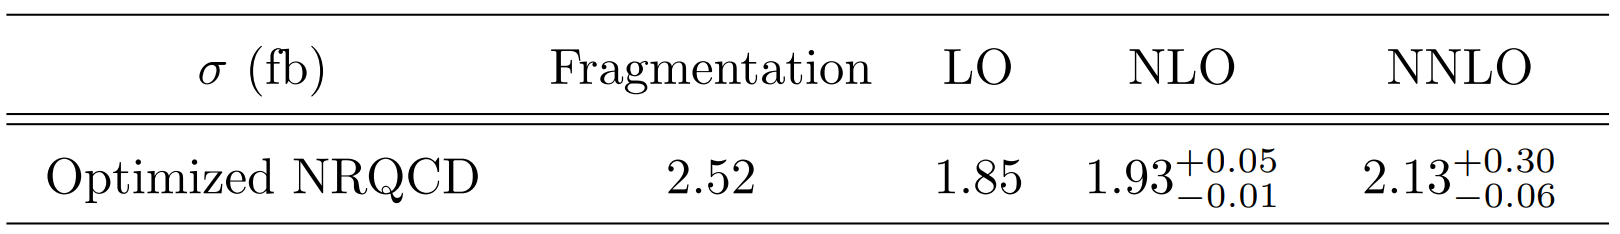 σ (fb) Fragmentation LO NLO NNLO
Optimized NRQCD 2.52 1.85 1.93^{+0.05}_{−0.01} 2.13^{+0.30}_{−0.06}